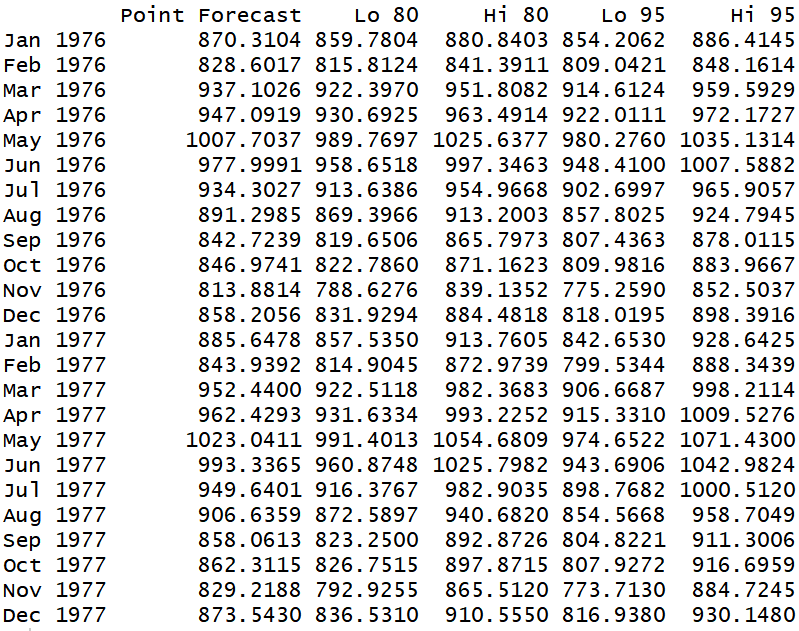 Point Forecast Lo 80 Hi 80 Lo 95 Hi 95
Jan 1976 870.3104 859.7804 880.8403 854.2062 886.4145
Feb 1976 828.6017 815.8124 841.3911 809.0421 848.1614
Mar 1976 937.1026 922.3970 951.8082 914.6124 959.5929
Apr 1976 947.0919 930.6925 963.4914 922.0111 972.1727
May 1976 1007.7037 989.7697 1025.6377 980.2760 1035.1314
Jun 1976 977.9991 958.6518 997.3463 948.4100 1007.5882
Jul 1976 934.3027 913.6386 954.9668 902.6997 965.9057
Aug 1976 891.2985 869.3966 913.2003 857.8025 924.7945
Sep 1976 842.7239 819.6506 865.7973 807.4363 878.0115
Oct 1976 846.9741 822.7860 871.1623 809.9816 883.9667
Nov 1976 813.8814 788.6276 839.1352 775.2590 852.5037
Dec 1976 858.2056 831.9294 884.4818 818.0195 898.3916
Jan 1977 885.6478 857.5350 913.7605 842.6530 928.6425
Feb 1977 843.9392 814.9045 872.9739 799.5344 888.3439
Mar 1977 952.4400 922.5118 982.3683 906.6687 998.2114
Apr 1977 962.4293 931.6334 993.2252 915.3310 1009.5276
May 1977 1023.0411 991.4013 1054.6809 974.6522 1071.4300
Jun 1977 993.3365 960.8748 1025.7982 943.6906 1042.9824
Jul 1977 949.6401 916.3767 982.9035 898.7682 1000.5120
Aug 1977 906.6359 872.5897 940.6820 854.5668 958.7049
Sep 1977 858.0613 823.2500 892.8726 804.8221 911.3006
Oct 1977 862.3115 826.7515 897.8715 807.9272 916.6959
Nov 1977 829.2188 792.9255 865.5120 773.7130 884.7245
Dec 1977 873.5430 836.5310 910.5550 816.9380 930.1480